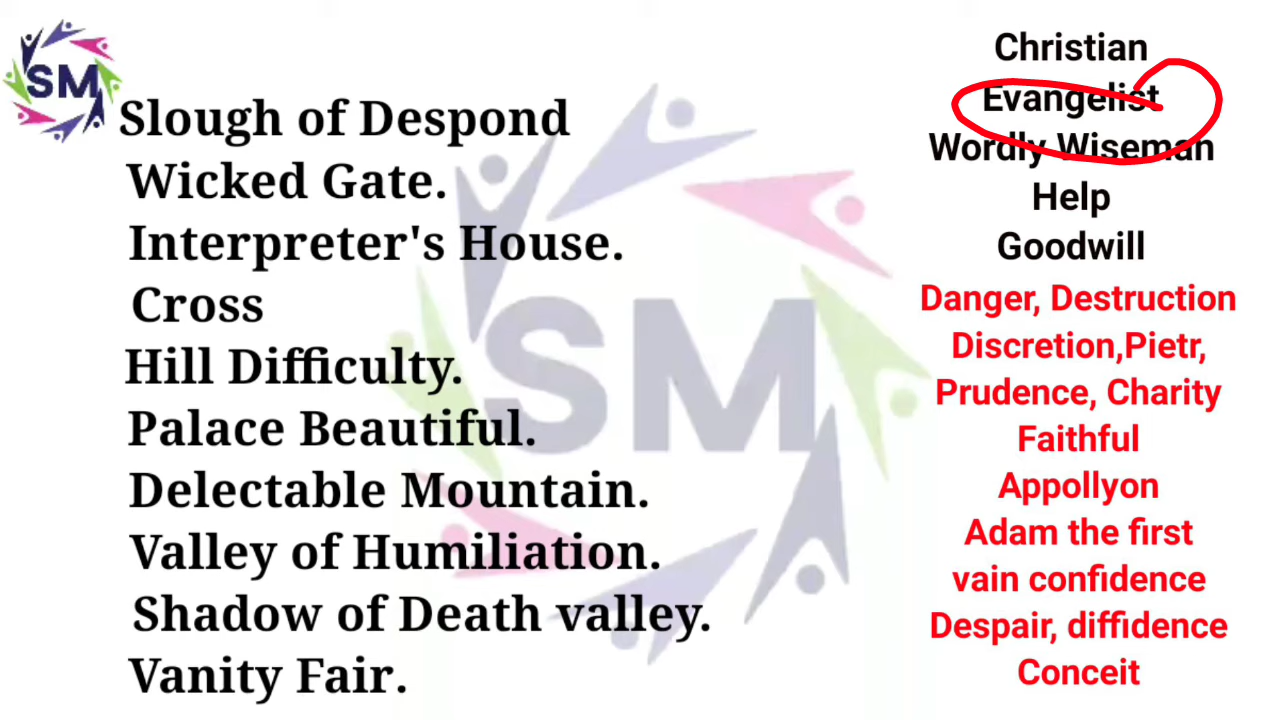 SM
Slough of Despond
Wicked Gate.
Interpreter's House.
Cross
Hill Difficulty.
Palace Beautiful.
Delectable Mountain.
Valley of Humiliation.
Shadow of Death valley.
Vanity Fair.
SM
Christian
Evangelist
Wordly Wiseman
Help
Goodwill
Danger, Destruction
Discretion,Pietr,
Prudence, Charity
Faithful
Appollyon
Adam the first
vain confidence
Despair, diffidence
Conceit